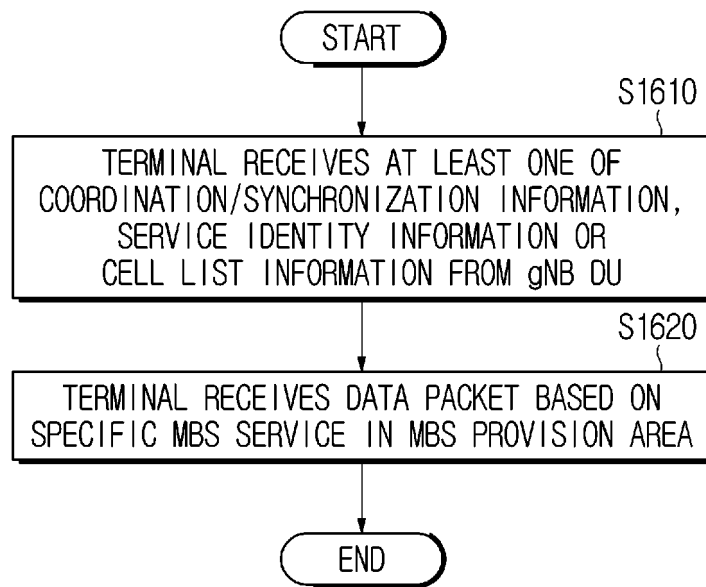 START
S1610
TERMINAL RECEIVES AT LEAST ONE OF
COORDINATION/SYNCHRONIZATION INFORMATION,
SERVICE IDENTITY INFORMATION OR
CELL LIST INFORMATION FROM gNB DU
S1620
TERMINAL RECEIVES DATA PACKET BASED ON
SPECIFIC MBS SERVICE IN MBS PROVISION AREA
END